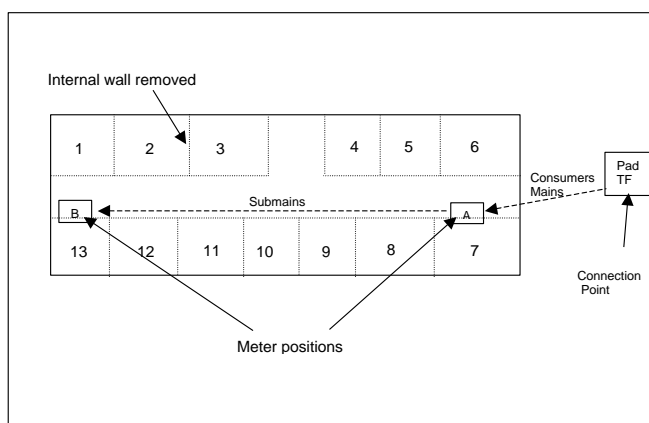 Internal wall removed
1 2 3 4 5 6
Pad
TF
Consumers
Mains
Submains
B
A
13 12 11 10 9 8 7
Connection
Point
Meter positions